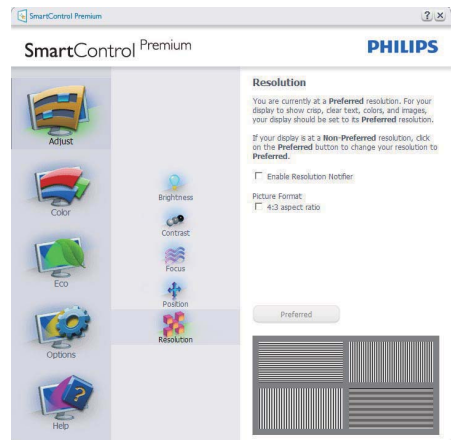 SmartControl Premium
? ×
SmartControl Premium
PHILIPS
Adjust
Color
Eco
Options
Help
Brightness
Contrast
Focus
Position
Resolution
Resolution
You are currently at a Preferred resolution. For your
display to show crisp, clear text, colors, and images,
your display should be set to its Preferred resolution.
If your display is at a Non-Preferred resolution, click
on the Preferred button to change your resolution to
Preferred.
Enable Resolution Notifier
Picture Format
4:3 aspect ratio
Preferred
?